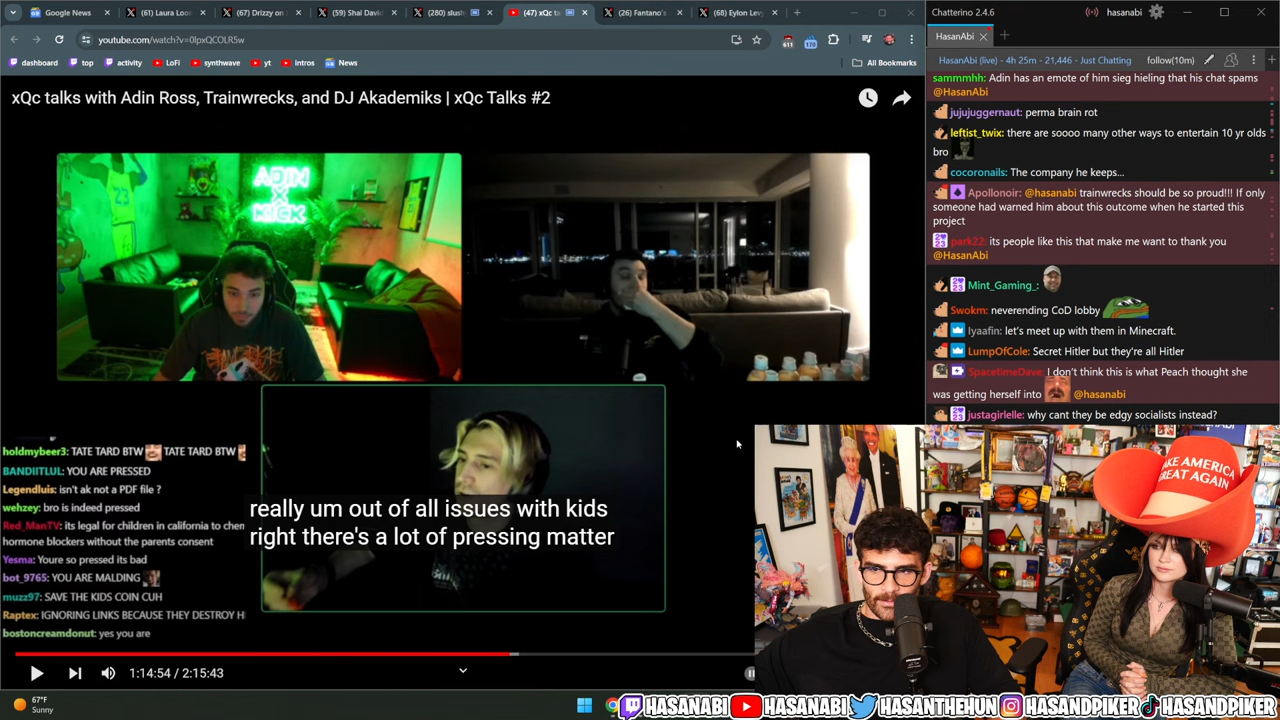 Google News
(61) Laura Loon
(67) Drizzy on
(59) Shai David
(280) slush
(47) xQc ta
(26) Fantano's
(68) Eylon Levy
youtube.com/watch?v=0lpxQCOLR5w
611
170
dashboard
top
activity
LoFi
synthwave
yt
intros
News
All Bookmarks
xQc talks with Adin Ross, Trainwrecks, and DJ Akademiks | xQc Talks #2
ADIN
X
KICK
23
holdmybeer3: TATE TARD BTW TATE TARD BTW
BANDIITLUL: YOU ARE PRESSED
Legendluis: isn't ak not a PDF file ?
wehzey: bro is indeed pressed
Red_ManTV: its legal for children in california to chem
hormone blockers without the parents consent
Yesma: Youre so pressed its bad
bot_9765: YOU ARE MALDING
muzz97: SAVE THE KIDS COIN CUH
Raptex: IGNORING LINKS BECAUSE THEY DESTROY H
bostoncreamdonut: yes you are
really um out of all issues with kids
right there's a lot of pressing matter
1:14:54 / 2:15:43
67°F
Sunny
Chatterino 2.4.6
hasanabi
HasanAbi
HasanAbi (live) - 4h 25m - 21,446 - Just Chatting
follow(10m)
sammmhh: Adin has an emote of him sieg hieling that his chat spams
@HasanAbi
jujujuggernaut: perma brain rot
leftist_twix: there are soooo many other ways to entertain 10 yr olds
bro
cocoronails: The company he keeps...
Apollonoir: @hasanabi trainwrecks should be so proud!!! If only
someone had warned him about this outcome when he started this
project
park22: its people like this that make me want to thank you
@HasanAbi
Mint_Gaming_:
Swokm: neverending CoD lobby
lyaafin: let's meet up with them in Minecraft.
LumpOfCole: Secret Hitler but they're all Hitler
SpacetimeDave: I don't think this is what Peach thought she
was getting herself into @hasanabi
justagirlelle: why cant they be edgy socialists instead?
MAKE AMERICA
GREAT AGAIN
HASANABI
HASANABI
HASANTHEHUN
HASANDPIKER
HASANDPIKER